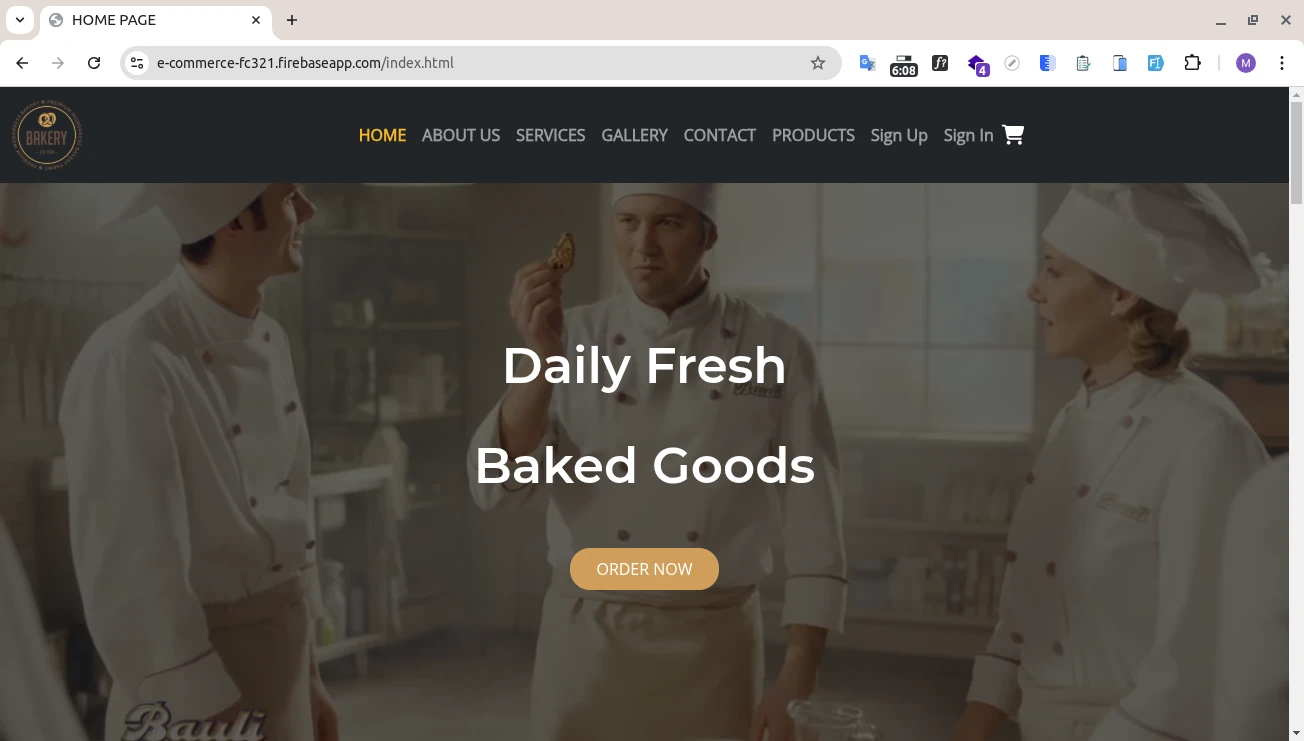 HOME PAGE
e-commerce-fc321.firebaseapp.com/index.html
6:08
f?
4
M
BAKERY
HOME ABOUT US SERVICES GALLERY CONTACT PRODUCTS Sign Up Sign In
Daily Fresh
Baked Goods
ORDER NOW
Bauli